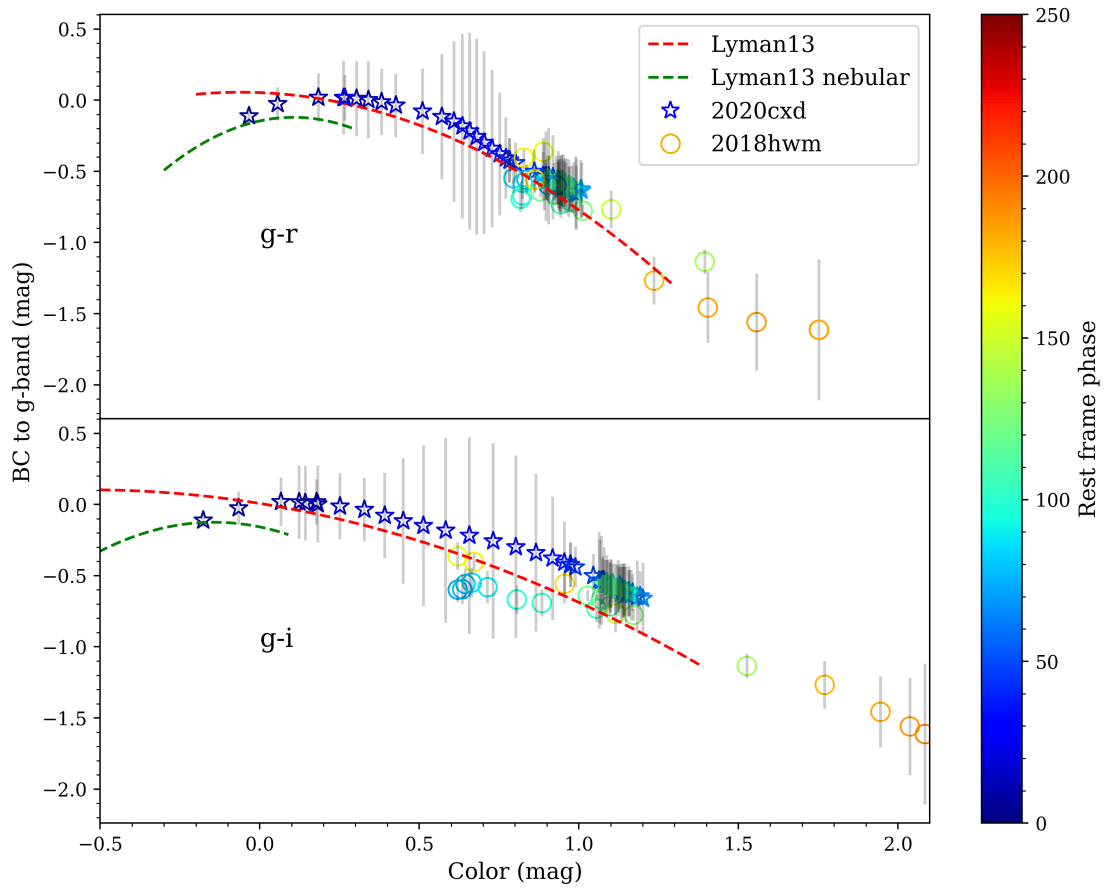 0.5
0.0
−0.5
−1.0
−1.5
−2.0
g-r
Lyman13
Lyman13 nebular
2020cxd
2018hwm
0.5
0.0
−0.5
−1.0
−1.5
−2.0
g-i
BC to g-band (mag)
−0.5
0.0
0.5
1.0
1.5
2.0
Color (mag)
250
200
150
100
50
0
Rest frame phase